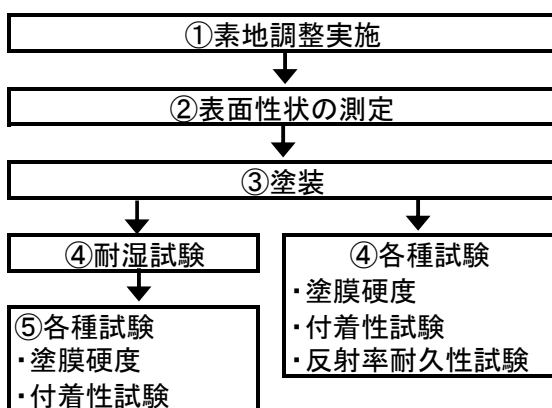 ①素地調整実施
②表面性状の測定
③塗装
④耐湿試験
⑤各種試験
・塗膜硬度
・付着性試験
④各種試験
・塗膜硬度
・付着性試験
・反射率耐久性試験